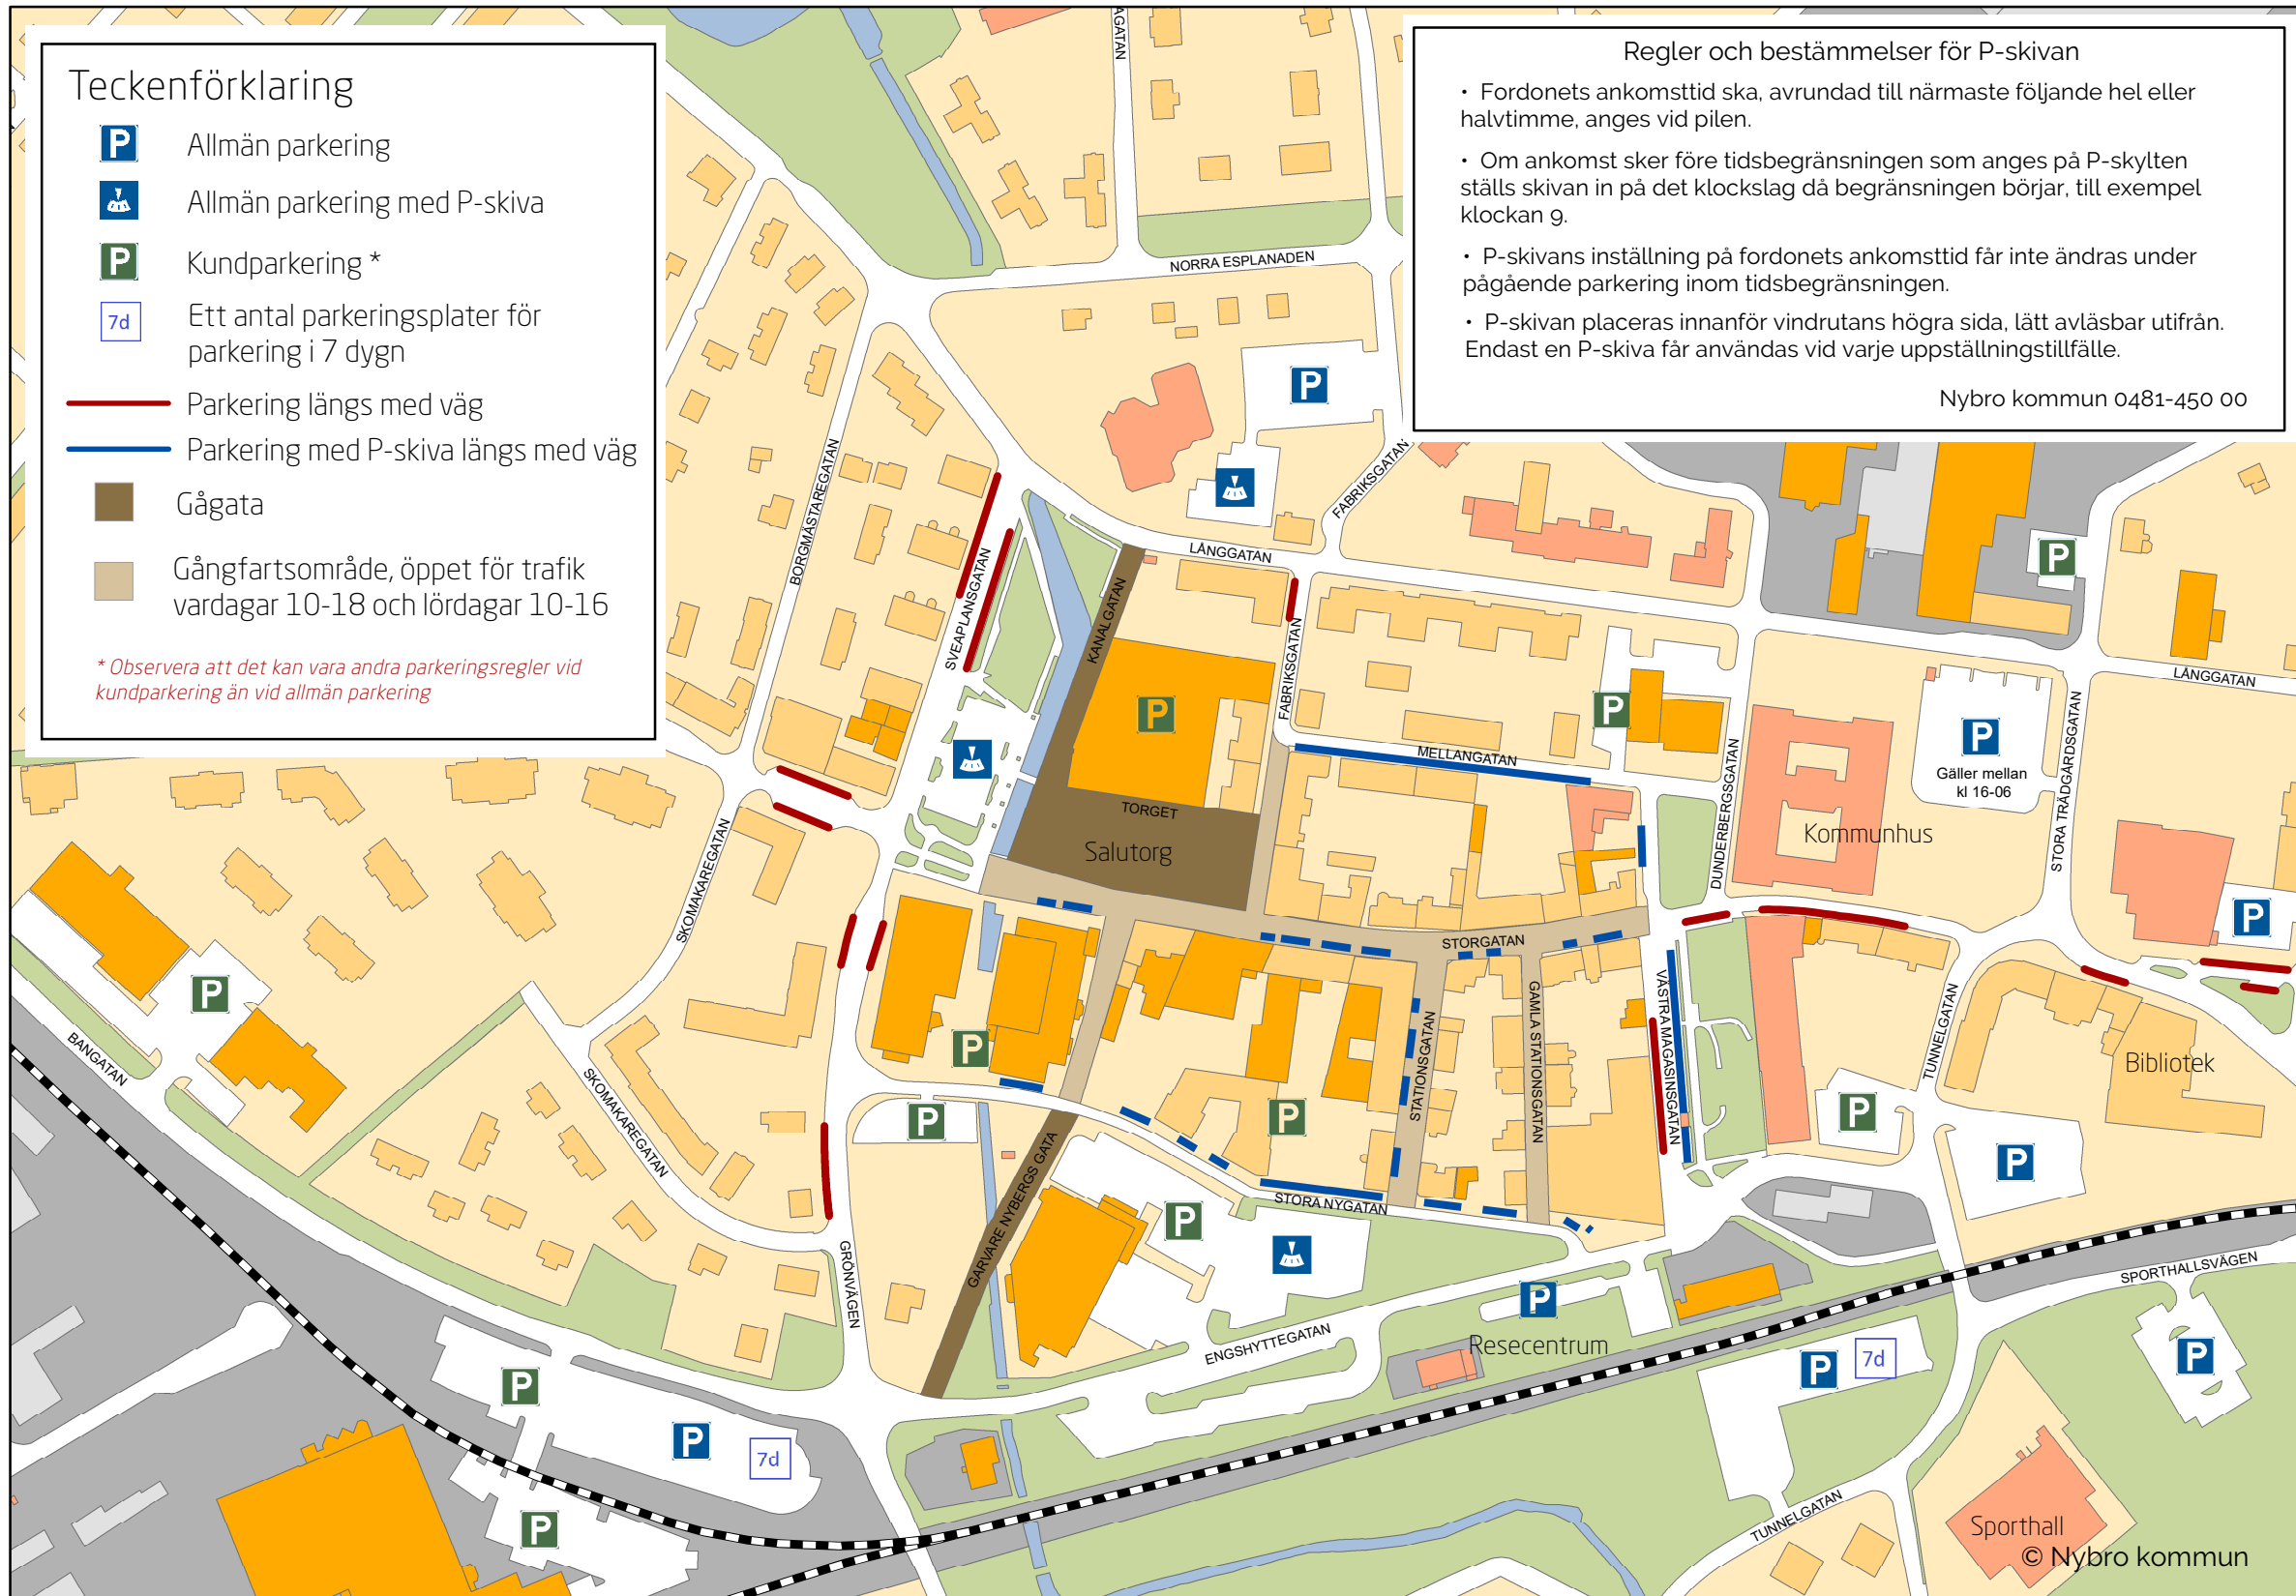 Teckenförklaring
P
Allmän parkering
Allmän parkering med P-skiva
P
Kundparkering *
7d
Ett antal parkeringsplater för
parkering i 7 dygn
Parkering längs med väg
Parkering med P-skiva längs med väg
Gågata
Gångfartsområde, öppet för trafik
vardagar 10-18 och lördagar 10-16
* Observera att det kan vara andra parkeringsregler vid
kundparkering än vid allmän parkering
Regler och bestämmelser för P-skivan
• Fordonets ankomsttid ska, avrundad till närmaste följande hel eller
halvtimme, anges vid pilen.
• Om ankomst sker före tidsbegränsningen som anges på P-skylten
ställs skivan in på det klockslag då begränsningen börjar, till exempel
klockan 9.
• P-skivans inställning på fordonets ankomsttid får inte ändras under
pågående parkering inom tidsbegränsningen.
• P-skivan placeras innanför vindrutans högra sida, lätt avläsbar utifrån.
Endast en P-skiva får användas vid varje uppställningstillfälle.
Nybro kommun 0481-450 00
AGATAN
NORRA ESPLANADEN
P
BORGMÄSTAREGATAN
FABRIKSGATAN
LÅNGGATAN
P
SVEAPLANSGATAN
KANALGATAN
FABRIKSGATAN
LÅNGGATAN
P
P
P
MELLANGATAN
DUNDERBERGSGATAN
STORA TRÄDGÅRDSGATAN
Gäller mellan
kl 16-06
TORGET
Salutorg
Kommunhus
SKOMAKAREGATAN
P
STORGATAN
P
VÄSTRA MAGASINSGATAN
GAMLA STATIONSGATAN
STATIONSGATAN
TUNNELGATAN
BANGATAN
P
Bibliotek
SKOMAKAREGATAN
P
P
P
P
GARVARE NYBERGS GATA
STORA NYGATAN
P
GRÖNVÄGEN
SPORTHALLSVÄGEN
P
ENGSHYTTEGATAN
Resecentrum
P
7d
P
P
P
7d
P
TUNNELGATAN
Sporthall
© Nybro kommun